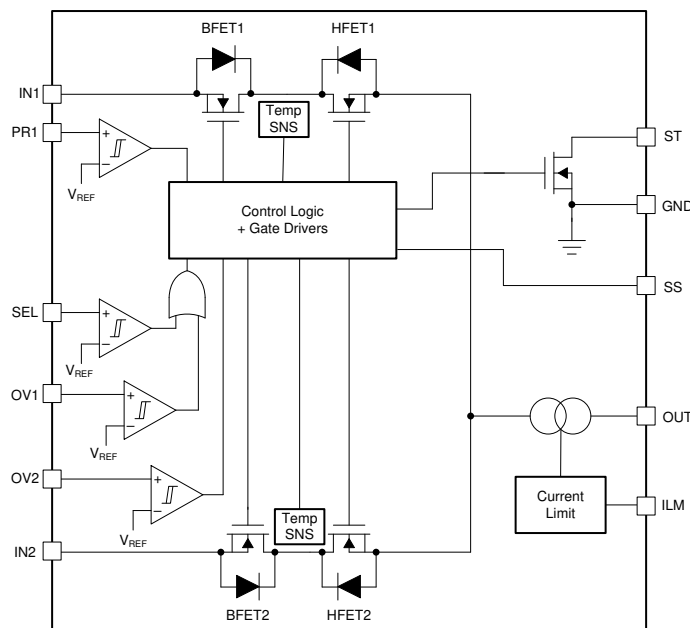 BFET1
HFET1
IN1
Temp
SNS
PR1
+
−
VREF
ST
GND
Control Logic
+ Gate Drivers
SS
SEL
+
−
VREF
OV1
+
−
VREF
OUT
OV2
+
−
VREF
Current
Limit
ILM
Temp
SNS
IN2
BFET2
HFET2